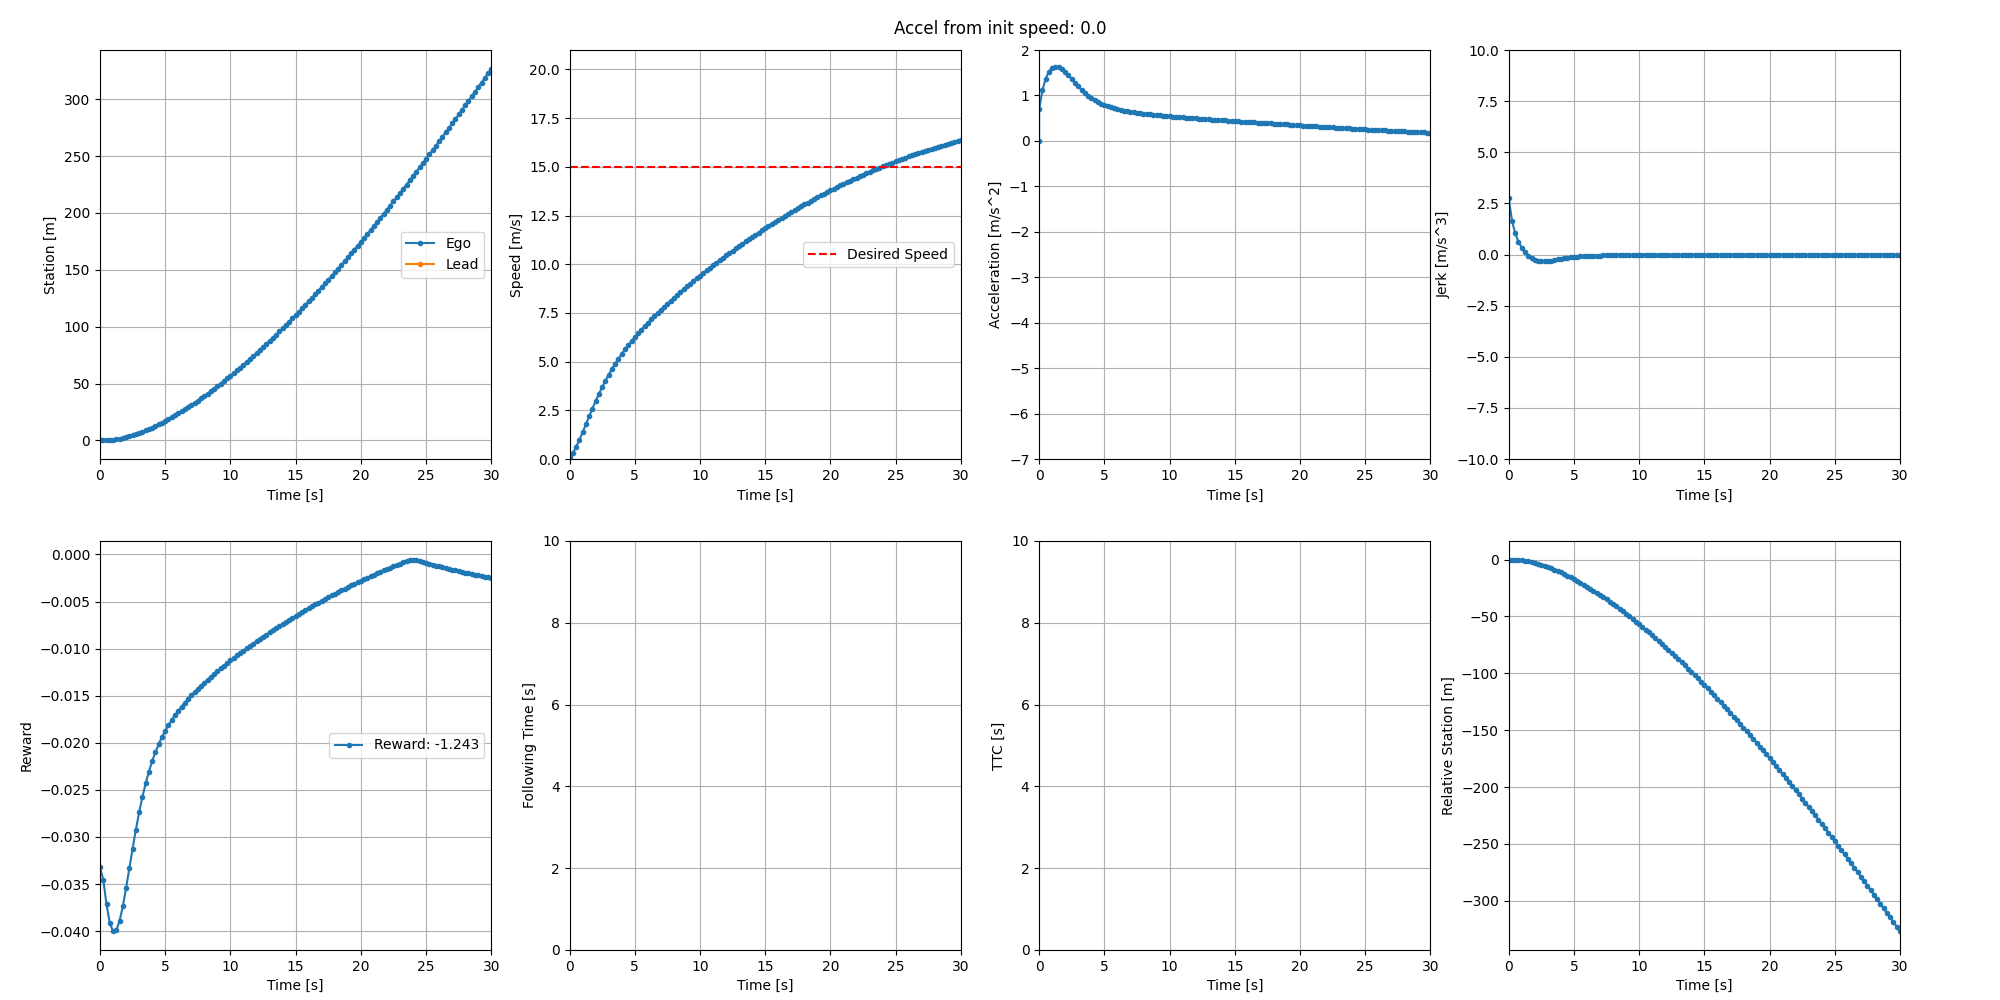 Accel from init speed: 0.0
Station [m]
300
250
200
150
100
50
0
Ego
Lead
0 5 10 15 20 25 30
Time [s]
Speed [m/s]
20.0
17.5
15.0
12.5
10.0
7.5
5.0
2.5
0.0
Desired Speed
0 5 10 15 20 25 30
Time [s]
Acceleration [m/s^2]
2
1
0
−1
−2
−3
−4
−5
−6
−7
0 5 10 15 20 25 30
Time [s]
Jerk [m/s^3]
10.0
7.5
5.0
2.5
0.0
−2.5
−5.0
−7.5
−10.0
0 5 10 15 20 25 30
Time [s]
Reward
0.000
−0.005
−0.010
−0.015
−0.020
−0.025
−0.030
−0.035
−0.040
Reward: -1.243
0 5 10 15 20 25 30
Time [s]
Following Time [s]
10
8
6
4
2
0
0 5 10 15 20 25 30
Time [s]
TTC [s]
10
8
6
4
2
0
0 5 10 15 20 25 30
Time [s]
Relative Station [m]
0
−50
−100
−150
−200
−250
−300
0 5 10 15 20 25 30
Time [s]